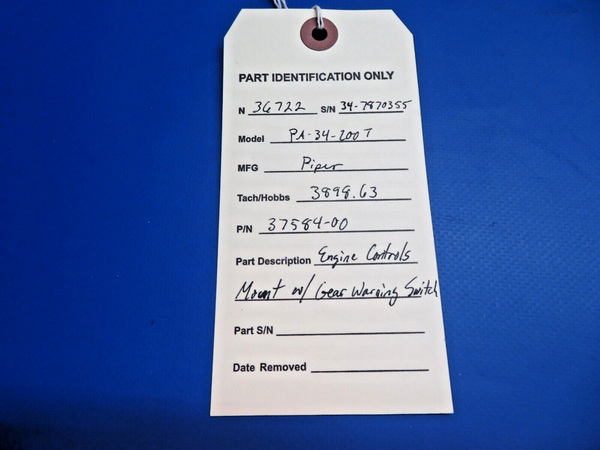 PART IDENTIFICATION ONLY
N 36722 S/N 34-7870355
Model PA-34-200T
MFG Piper
Tach/Hobbs 3898.63
P/N 37584-00
Part Description Engine Controls
Mount w/ Gear Warning Switch
Part S/N
Date Removed